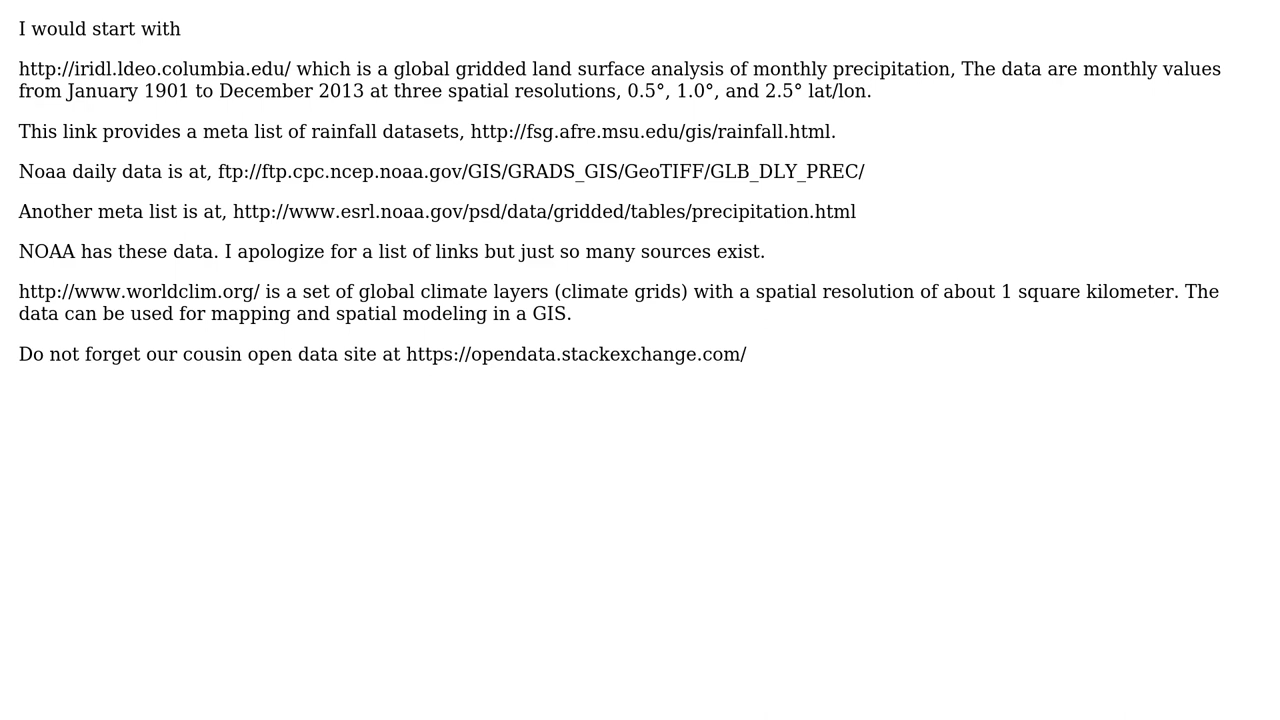 I would start with
http://iridl.ldeo.columbia.edu/ which is a global gridded land surface analysis of monthly precipitation, The data are monthly values
from January 1901 to December 2013 at three spatial resolutions, 0.5°, 1.0°, and 2.5° lat/lon.
This link provides a meta list of rainfall datasets, http://fsg.afre.msu.edu/gis/rainfall.html.
Noaa daily data is at, ftp://ftp.cpc.ncep.noaa.gov/GIS/GRADS_GIS/GeoTIFF/GLB_DLY_PREC/
Another meta list is at, http://www.esrl.noaa.gov/psd/data/gridded/tables/precipitation.html
NOAA has these data. I apologize for a list of links but just so many sources exist.
http://www.worldclim.org/ is a set of global climate layers (climate grids) with a spatial resolution of about 1 square kilometer. The
data can be used for mapping and spatial modeling in a GIS.
Do not forget our cousin open data site at https://opendata.stackexchange.com/